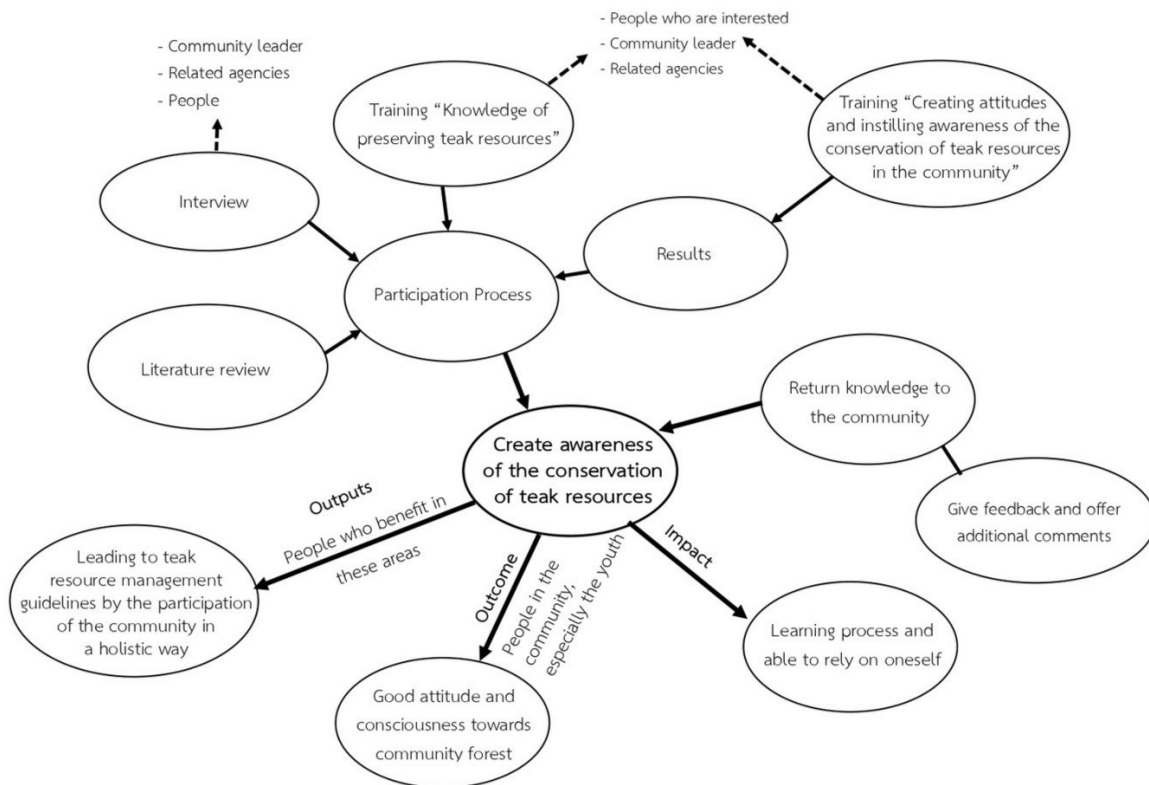 - People who are interested
- Community leader
- Related agencies
- Community leader
- Related agencies
- People
Training “Knowledge of
preserving teak resources”
Training “Creating attitudes
and instilling awareness of the
conservation of teak resources
in the community”
Interview
Results
Participation Process
Literature review
Return knowledge to
the community
Create awareness
of the conservation
of teak resources
Give feedback and offer
additional comments
Outputs
People who benefit in
these areas
Outcome
People in the
community,
especially the youth
Impact
Leading to teak
resource management
guidelines by the participation
of the community in
a holistic way
Learning process and
able to rely on oneself
Good attitude and
consciousness towards
community forest